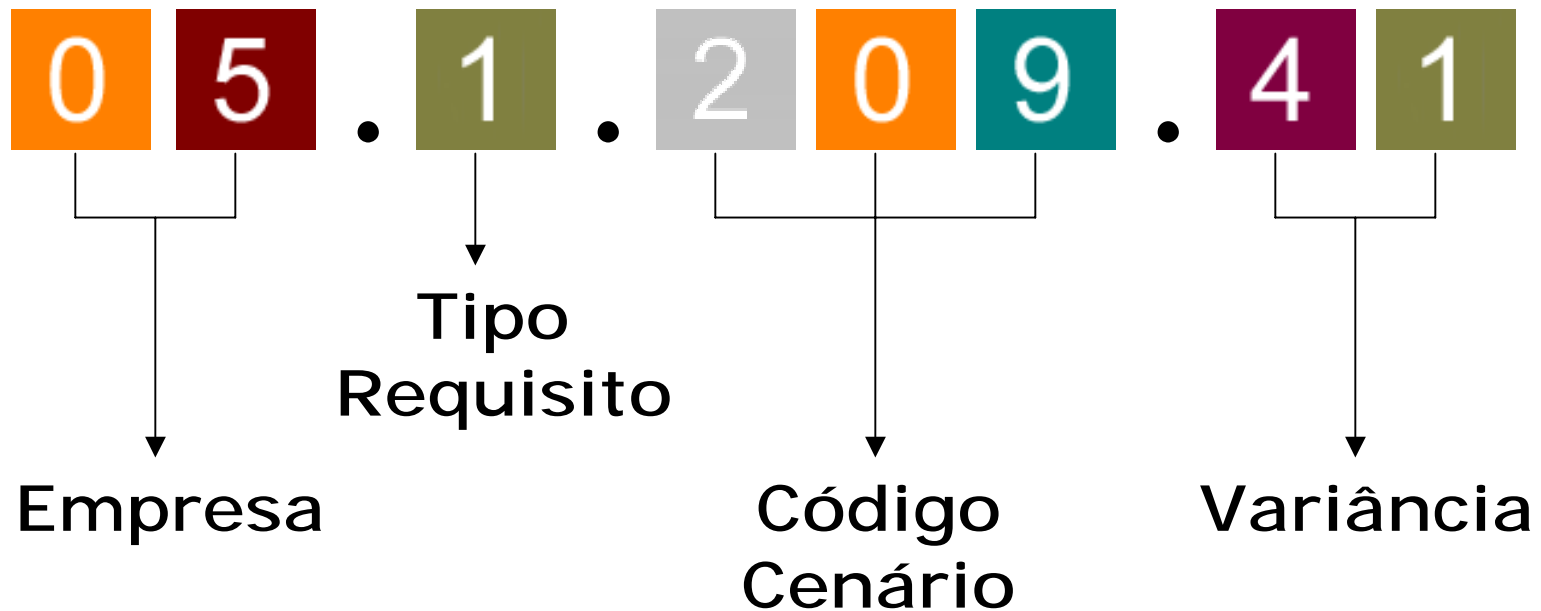 05.1.209.41
Tipo
Requisito
Empresa
Código
Cenário
Variância